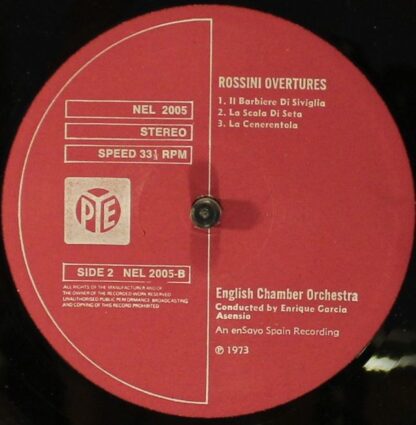 ROSSINI OVERTURES
1. Il Barbiere Di Siviglia
2. La Scala Di Seta
3. La Cenerentola
NEL 2005
STEREO
SPEED 33⅓ RPM
PYE
SIDE 2 NEL 2005-B
ALL RIGHTS OF THE MANUFACTURER AND OF
THE OWNER OF THE RECORDED WORK RESERVED
UNAUTHORISED PUBLIC PERFORMANCE BROADCASTING
AND COPYING OF THIS RECORD PROHIBITED
English Chamber Orchestra
Conducted by Enrique Garcia
Asensio
An enSayo Spain Recording
℗ 1973